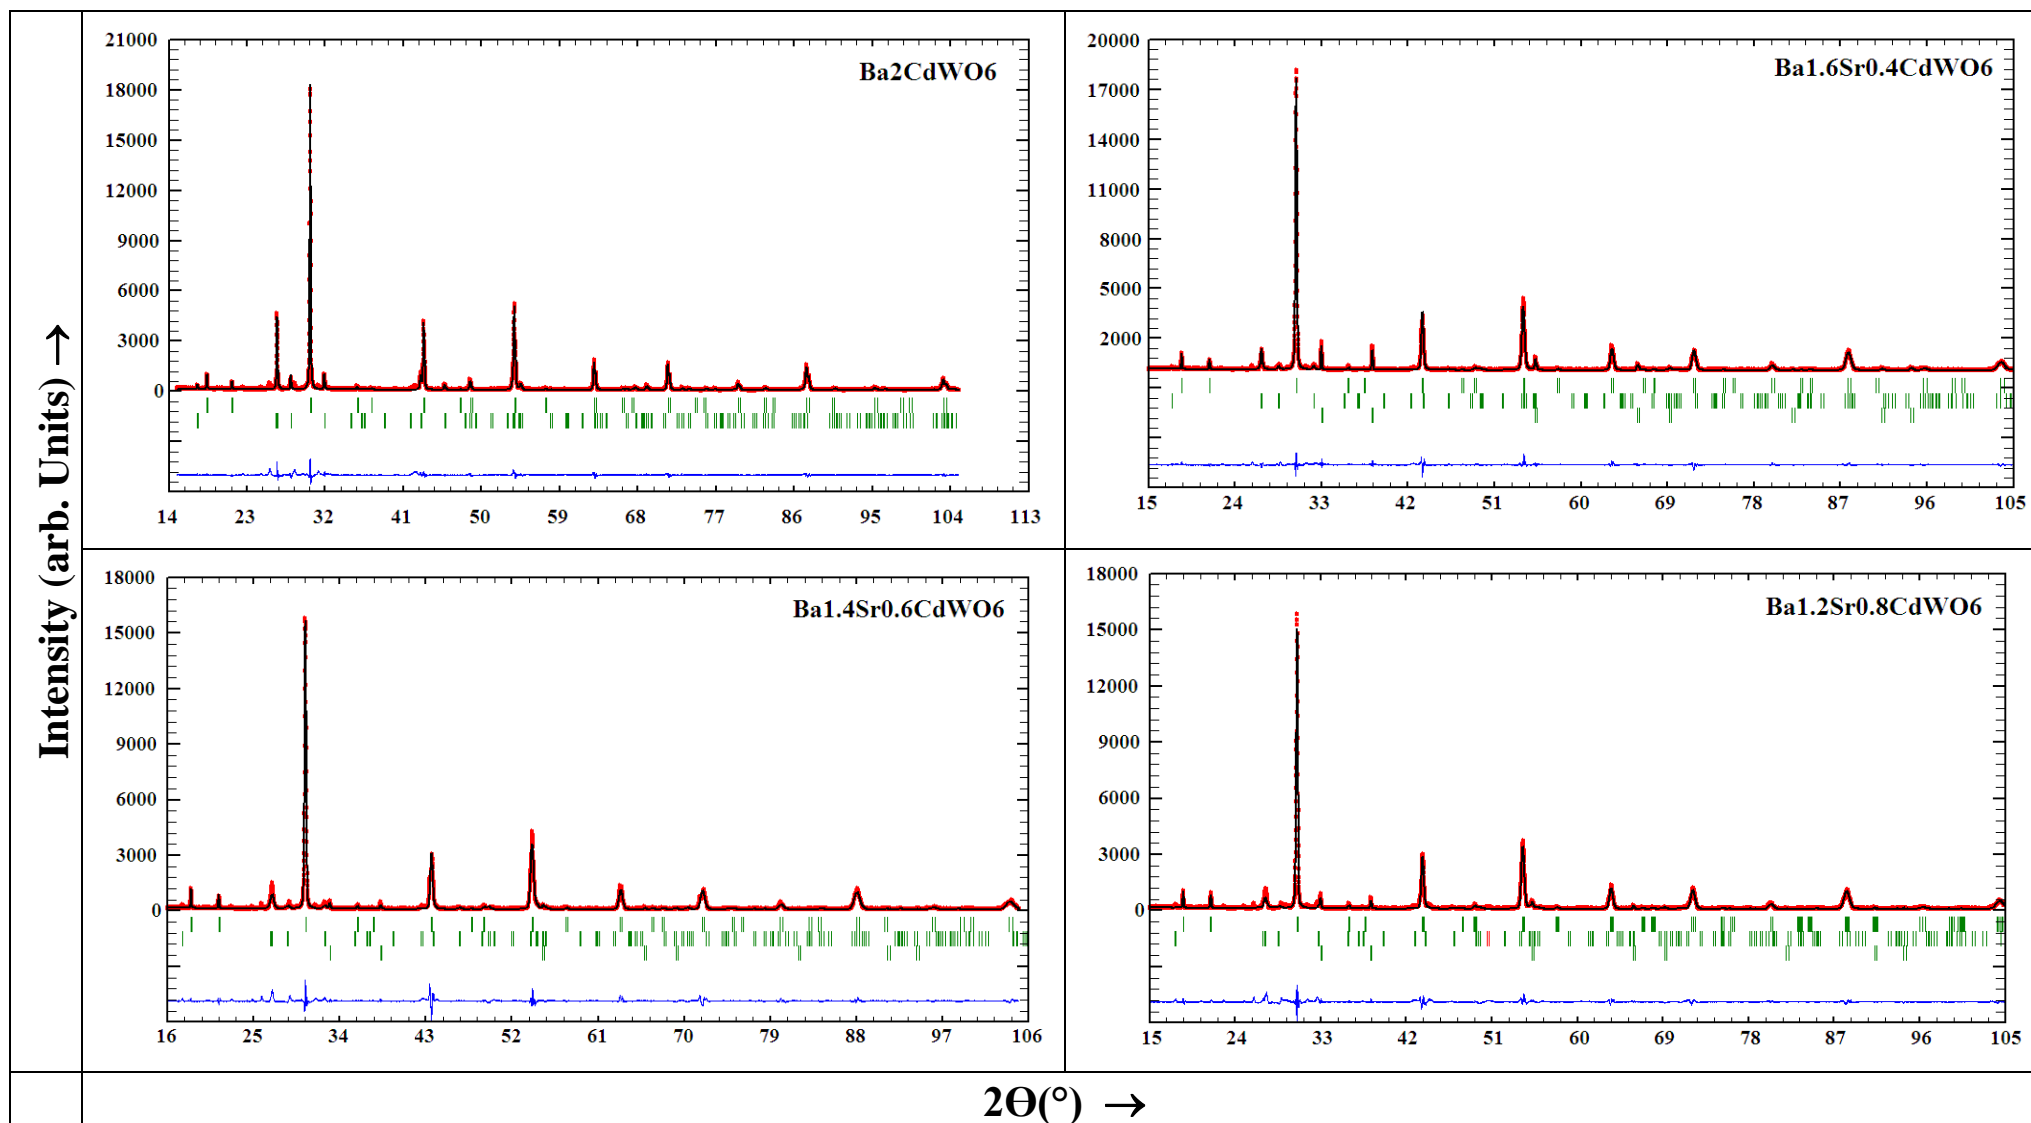 Intensity (arb. Units) →
21000
18000
15000
12000
9000
6000
3000
0
Ba2CdWO6
14 23 32 41 50 59 68 77 86 95 104 113
20000
17000
14000
11000
8000
5000
2000
Ba1.6Sr0.4CdWO6
15 24 33 42 51 60 69 78 87 96 105
18000
15000
12000
9000
6000
3000
0
Ba1.4Sr0.6CdWO6
16 25 34 43 52 61 70 79 88 97 106
18000
15000
12000
9000
6000
3000
0
Ba1.2Sr0.8CdWO6
15 24 33 42 51 60 69 78 87 96 105
2Θ(°) →